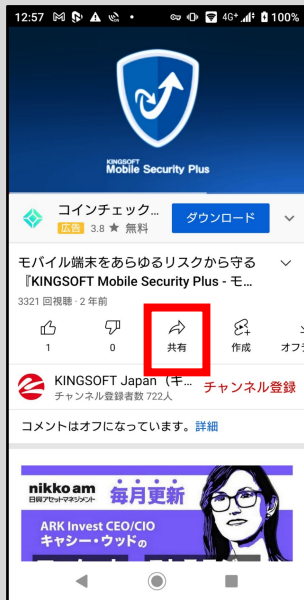 12:57
4G+
100%
KINGSOFT
Mobile Security Plus
コインチェック...
広告 3.8 ★ 無料
ダウンロード
モバイル端末をあらゆるリスクから守る
『KINGSOFT Mobile Security Plus - モ...
3321 回視聴・2 年前
1
0
共有
作成
オフラ
KINGSOFT Japan（キ...
チャンネル登録
チャンネル登録者数 722人
コメントはオフになっています。詳細
nikko am
日興アセットマネジメント
毎月更新
ARK Invest CEO/CIO
キャシー・ウッドの